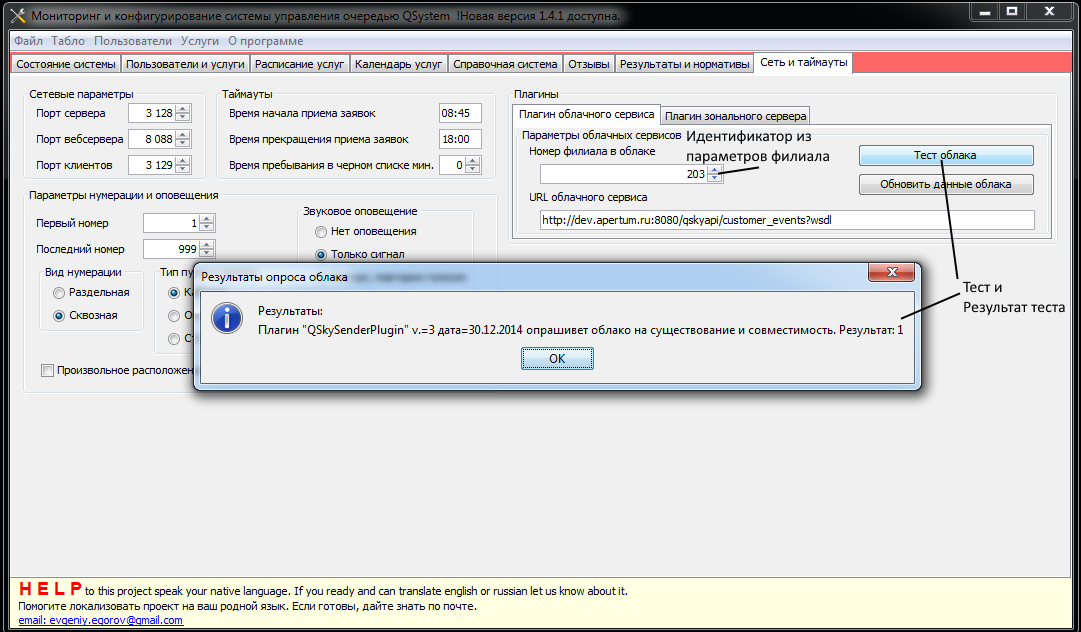 Мониторинг и конфигурирование системы управления очередью QSystem !Новая версия 1.4.1 доступна.
Файл Табло Пользователи Услуги О программе
Состояние системы Пользователи и услуги Расписание услуг Календарь услуг Справочная система Отзывы Результаты и нормативы Сеть и таймауты
Сетевые параметры
Порт сервера 3 128
Порт вебсервера 8 088
Порт клиентов 3 129
Таймауты
Время начала приема заявок 08:45
Время прекращения приема заявок 18:00
Время пребывания в черном списке мин. 0
Плагины
Плагин облачного сервиса Плагин зонального сервера
Параметры облачных сервисов
Номер филиала в облаке
203
Идентификатор из
параметров филиала
Тест облака
Обновить данные облака
URL облачного сервиса
http://dev.apertum.ru:8080/qskyapi/customer_events?wsdl
Параметры нумерации и оповещения
Первый номер 1
Последний номер 999
Звуковое оповещение
Нет оповещения
Только сигнал
Вид нумерации
Раздельная
Сквозная
Тип пу
Ка
Произвольное расположен
Результаты опроса облака
Результаты:
Плагин "QSkySenderPlugin" v.=3 дата=30.12.2014 опрашивет облако на существование и совместимость. Результат: 1
OK
Тест и
Результат теста
HELP to this project speak your native language. If you ready and can translate english or russian let us know about it.
Помогите локализовать проект на ваш родной язык. Если готовы, дайте знать по почте.
email: evgeniy.egorov@gmail.com